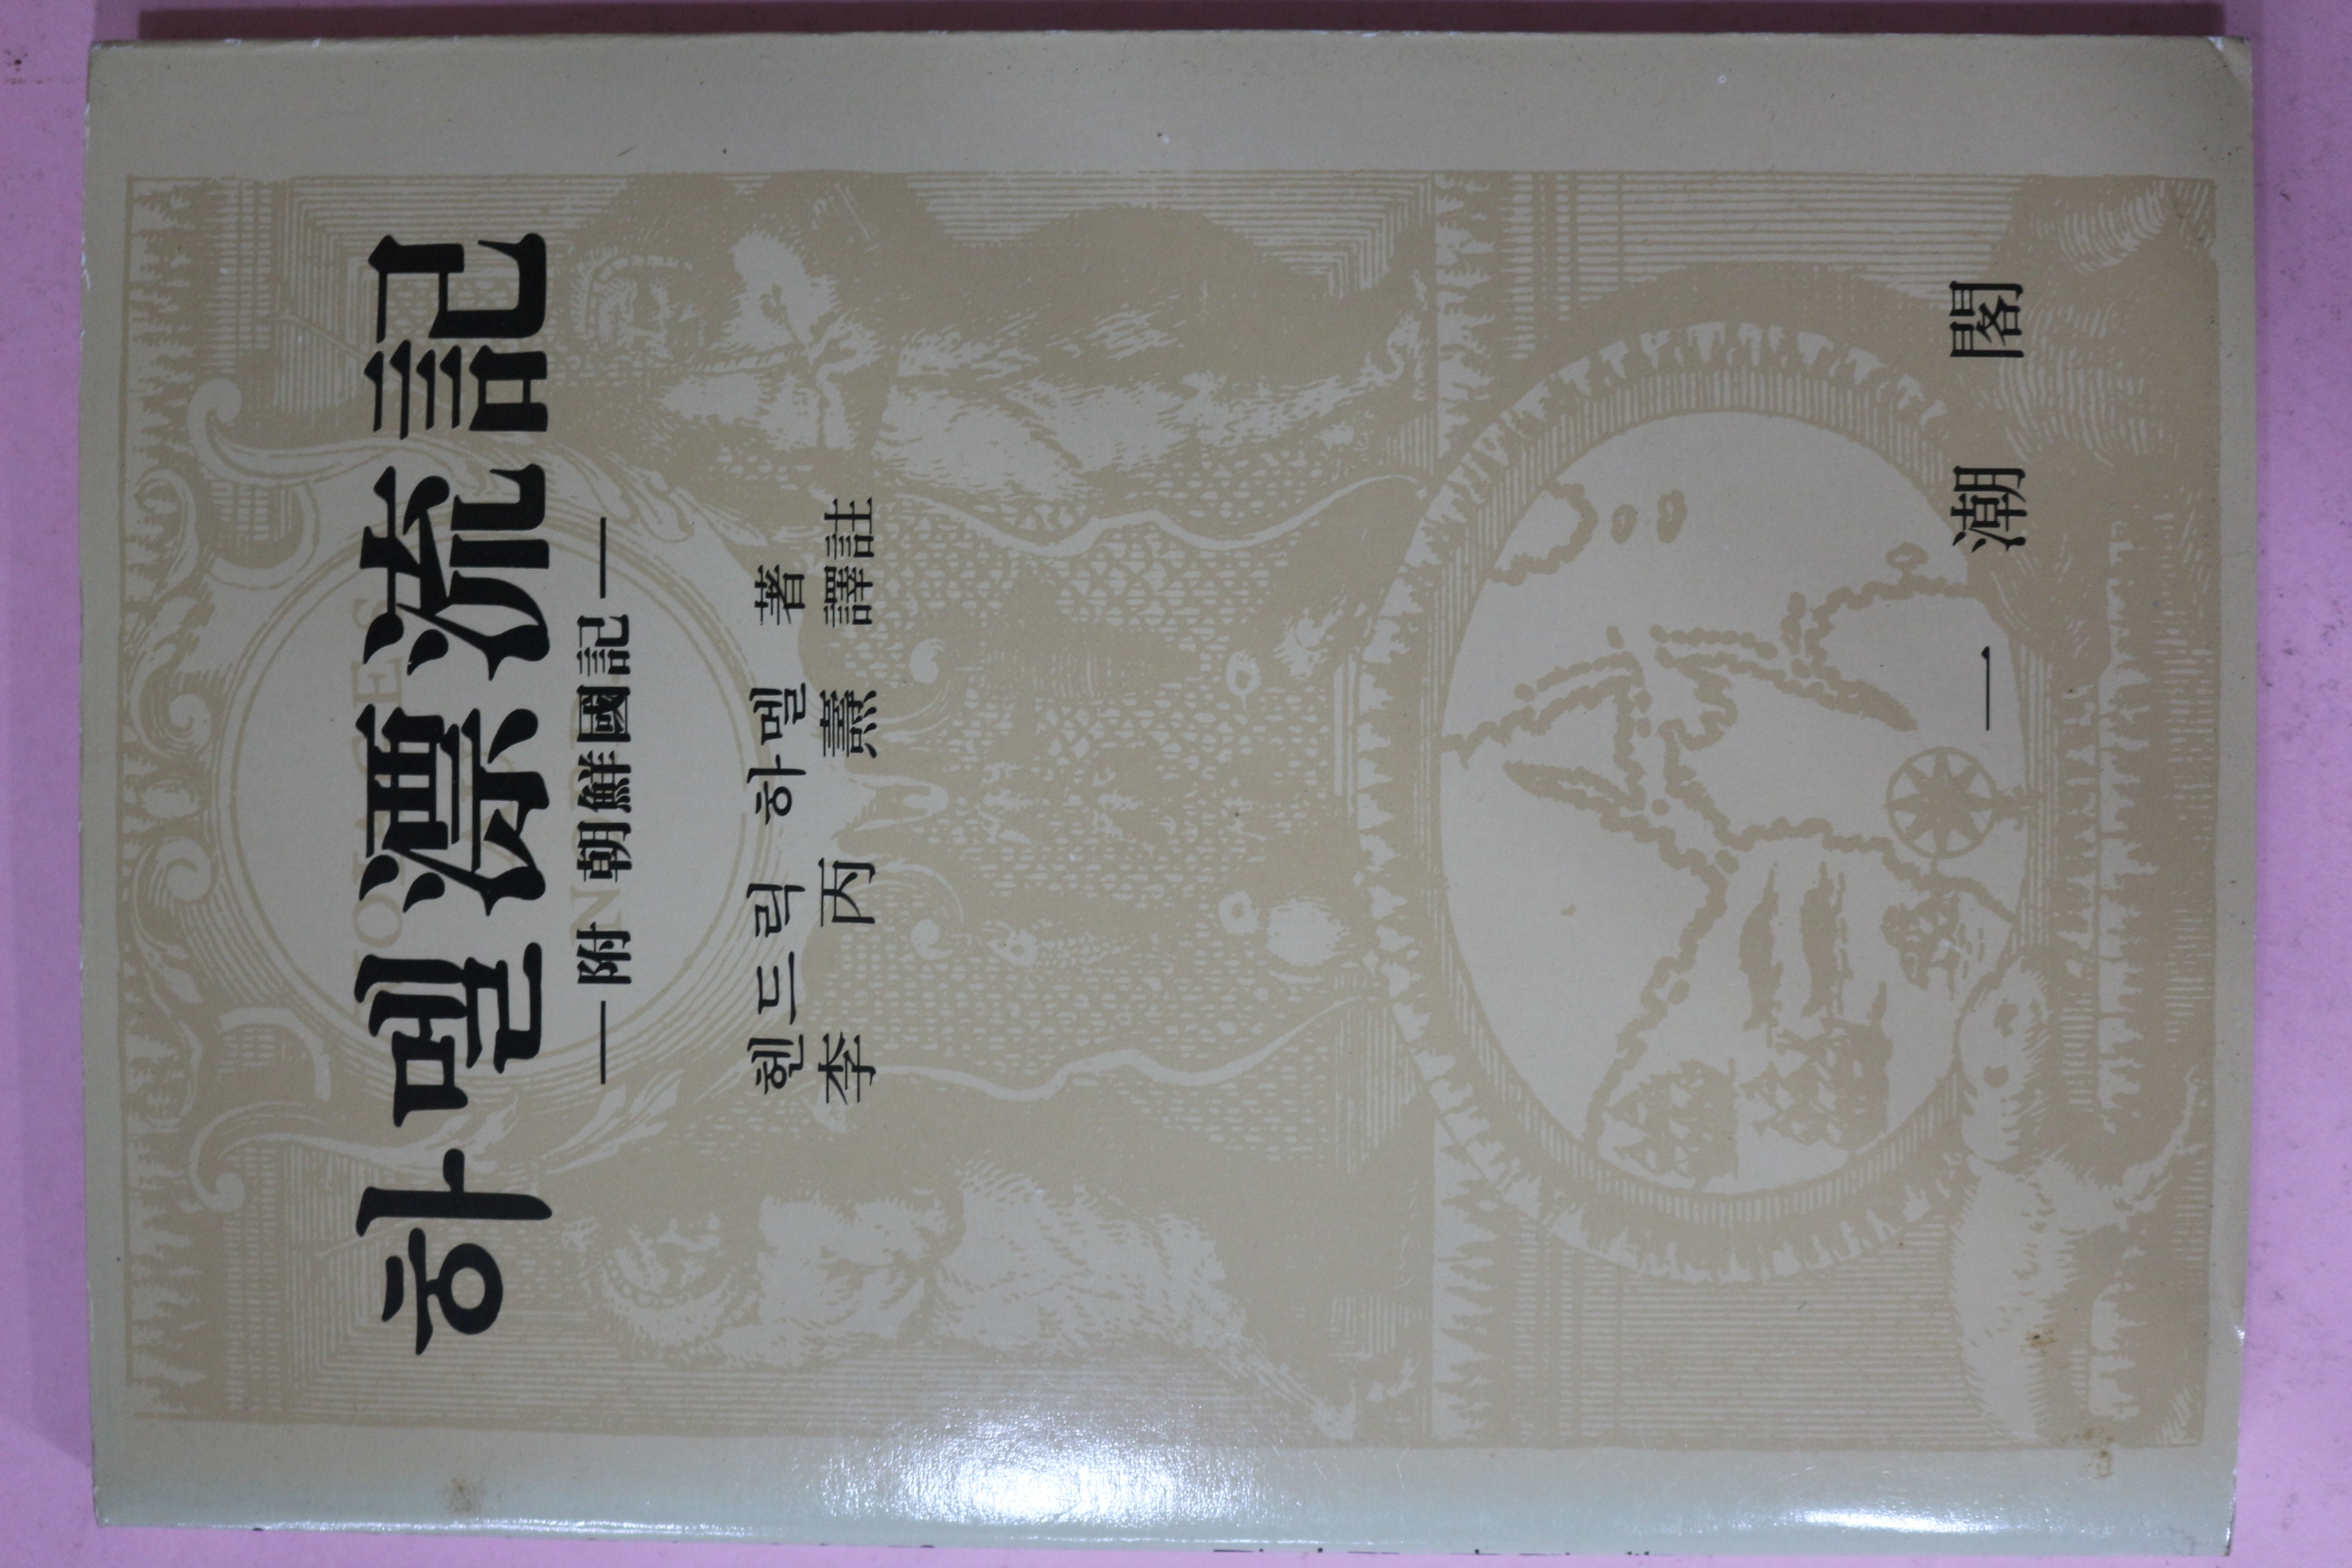 하멜漂流記
—附 朝鮮國記—
헨드릭 하멜 著
李丙燾 譯註
一潮閣